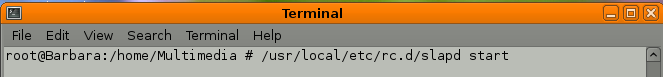 Terminal
File Edit View Search Terminal Help
root@Barbara:/home/Multimedia # /usr/local/etc/rc.d/slapd start